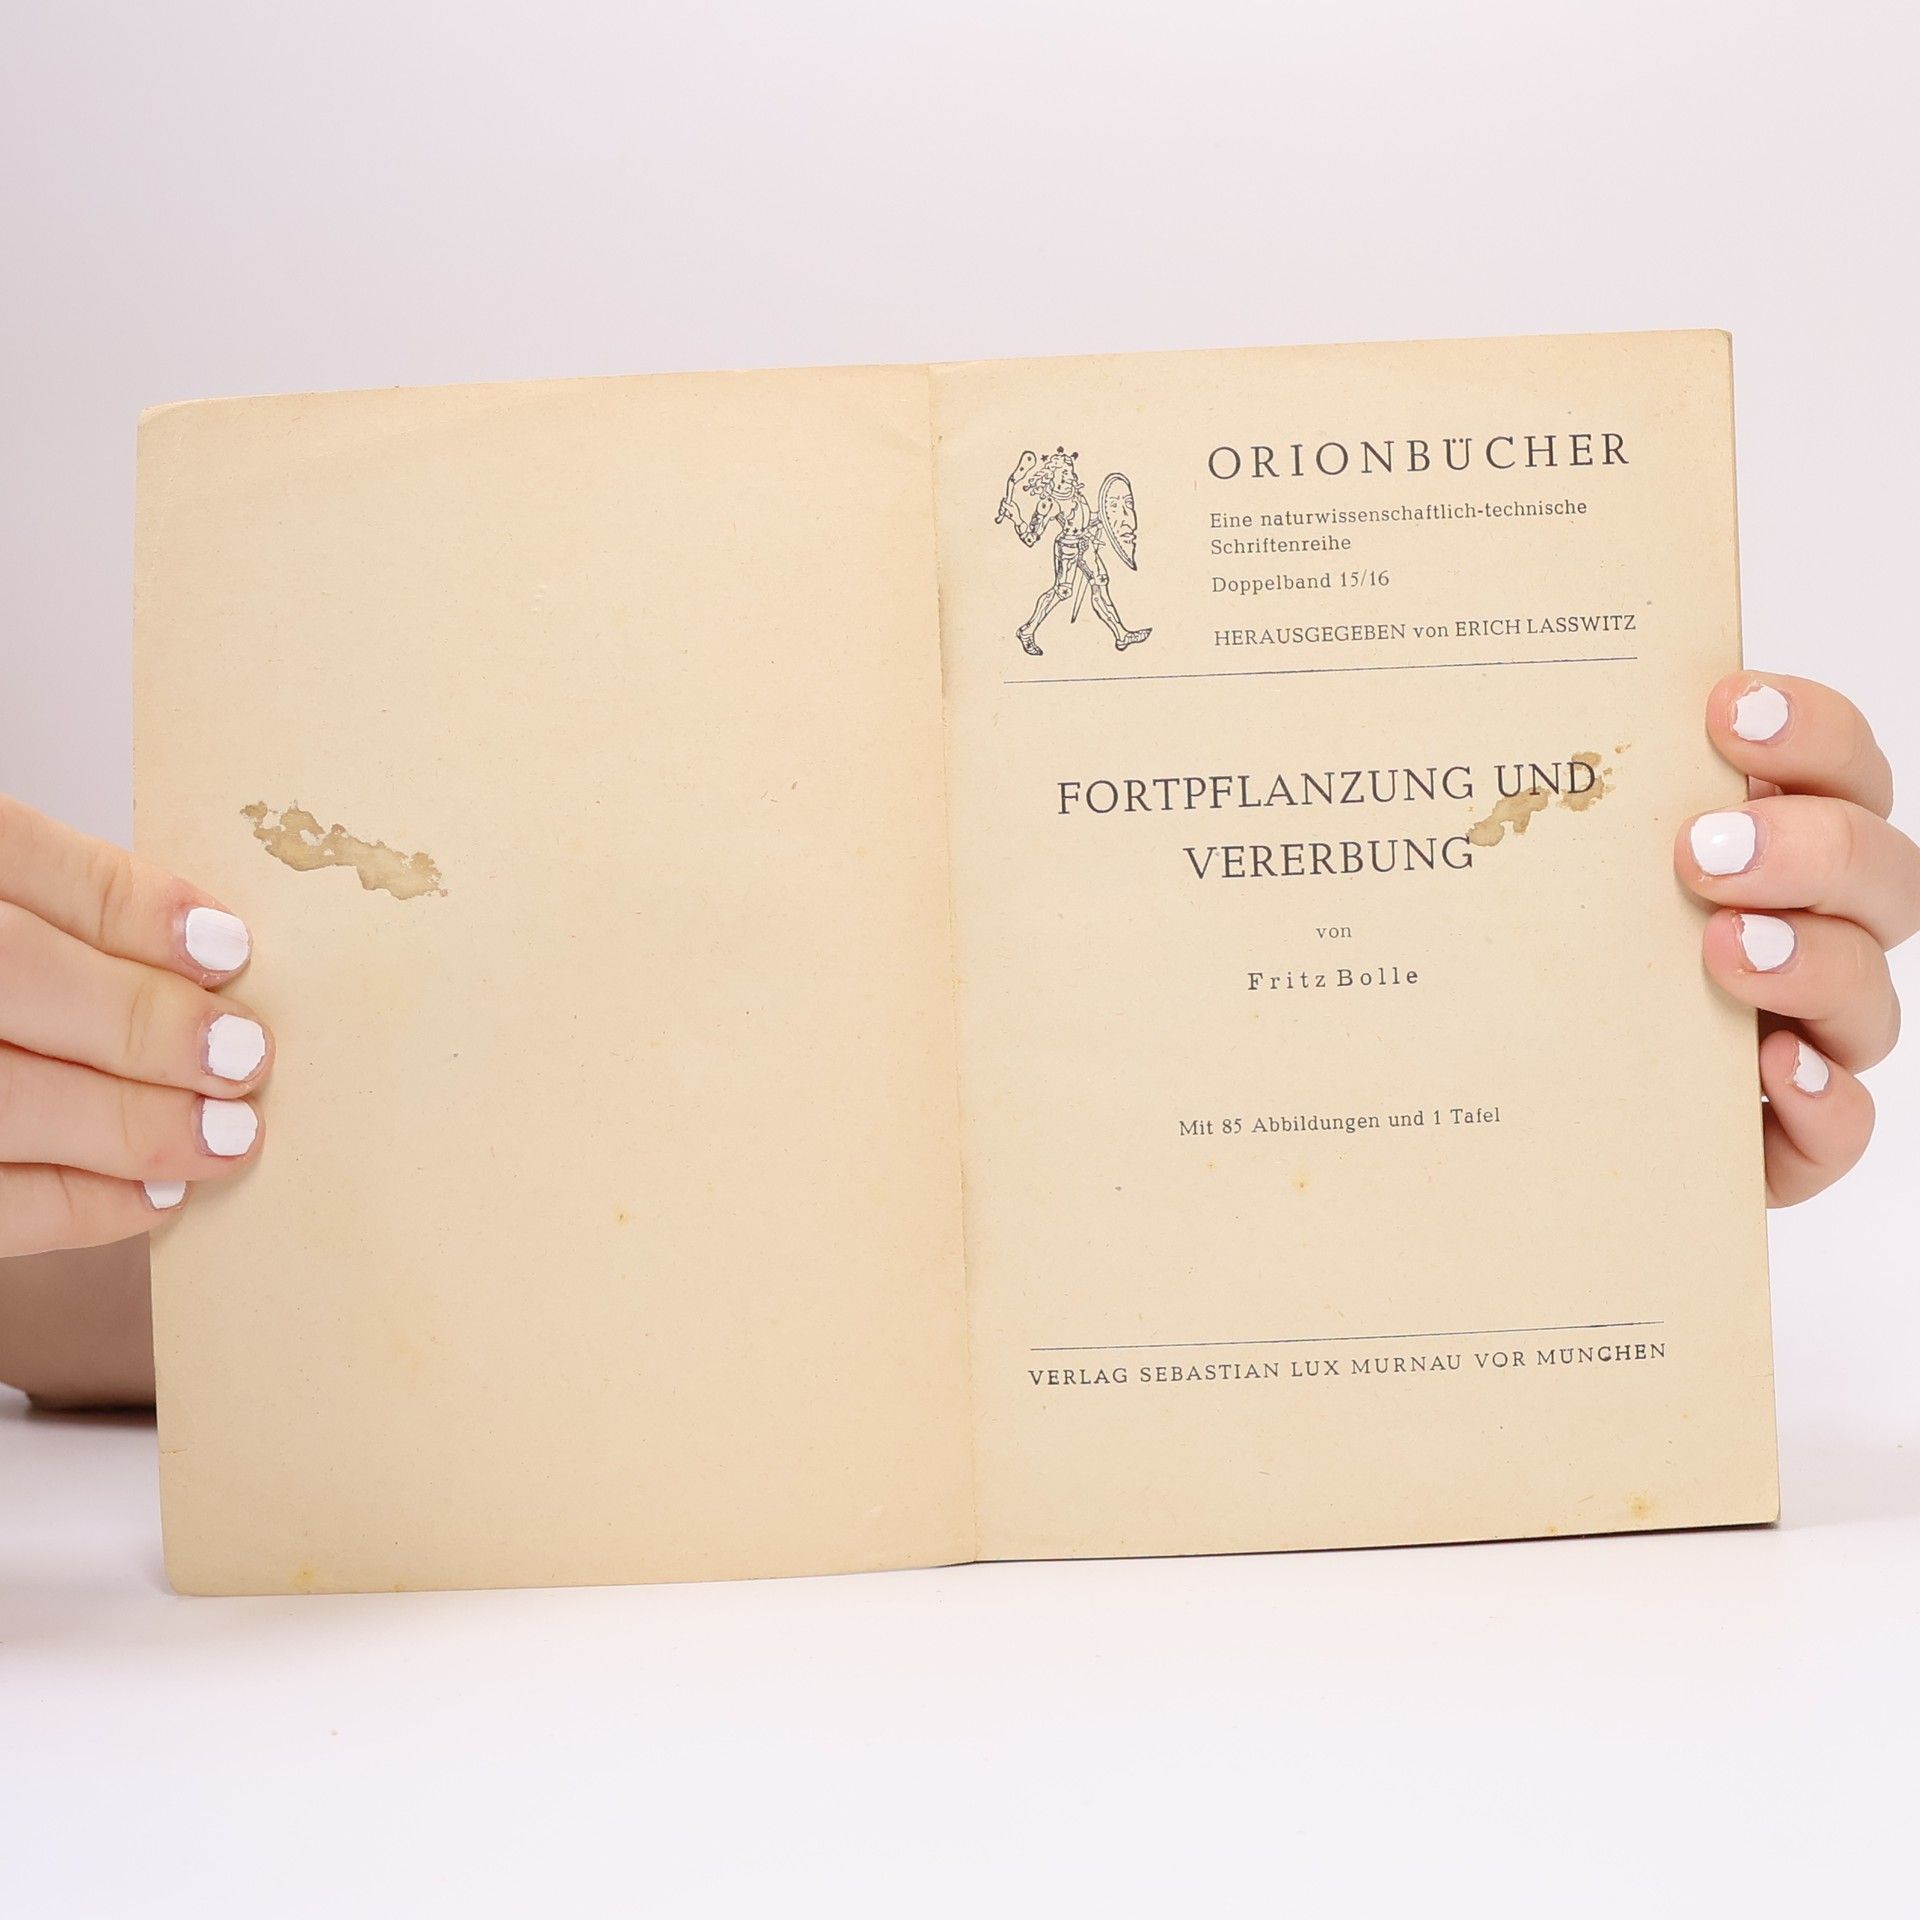 ORIONBÜCHER
Eine naturwissenschaftlich-technische
Schriftenreihe
Doppelband 15/16
HERAUSGEGEBEN von ERICH LASSWITZ
FORTPFLANZUNG UND
VERERBUNG
von
Fritz Bolle
Mit 85 Abbildungen und 1 Tafel
VERLAG SEBASTIAN LUX MURNAU VOR MÜNCHEN